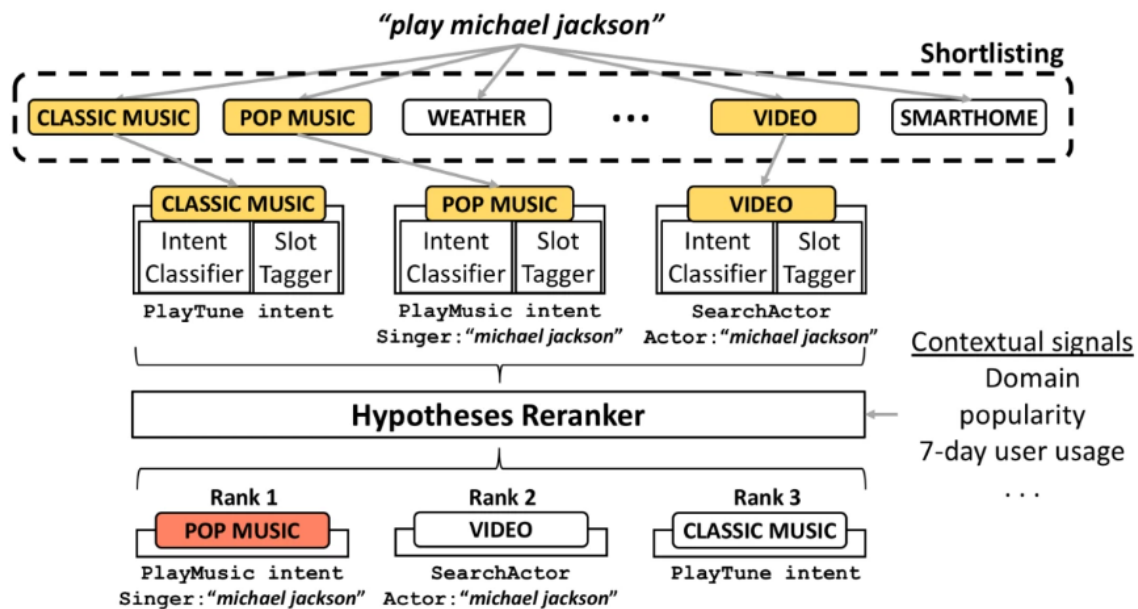 “play michael jackson”
Shortlisting
CLASSIC MUSIC POP MUSIC WEATHER ... VIDEO SMARTHOME
CLASSIC MUSIC POP MUSIC VIDEO
Intent Slot Intent Slot Intent Slot
Classifier Tagger Classifier Tagger Classifier Tagger
PlayTune intent PlayMusic intent SearchActor
Singer:“michael jackson” Actor:“michael jackson”
Contextual signals
Domain
popularity
7-day user usage
. . .
Hypotheses Reranker
Rank 1 Rank 2 Rank 3
POP MUSIC VIDEO CLASSIC MUSIC
PlayMusic intent SearchActor PlayTune intent
Singer:“michael jackson” Actor:“michael jackson”